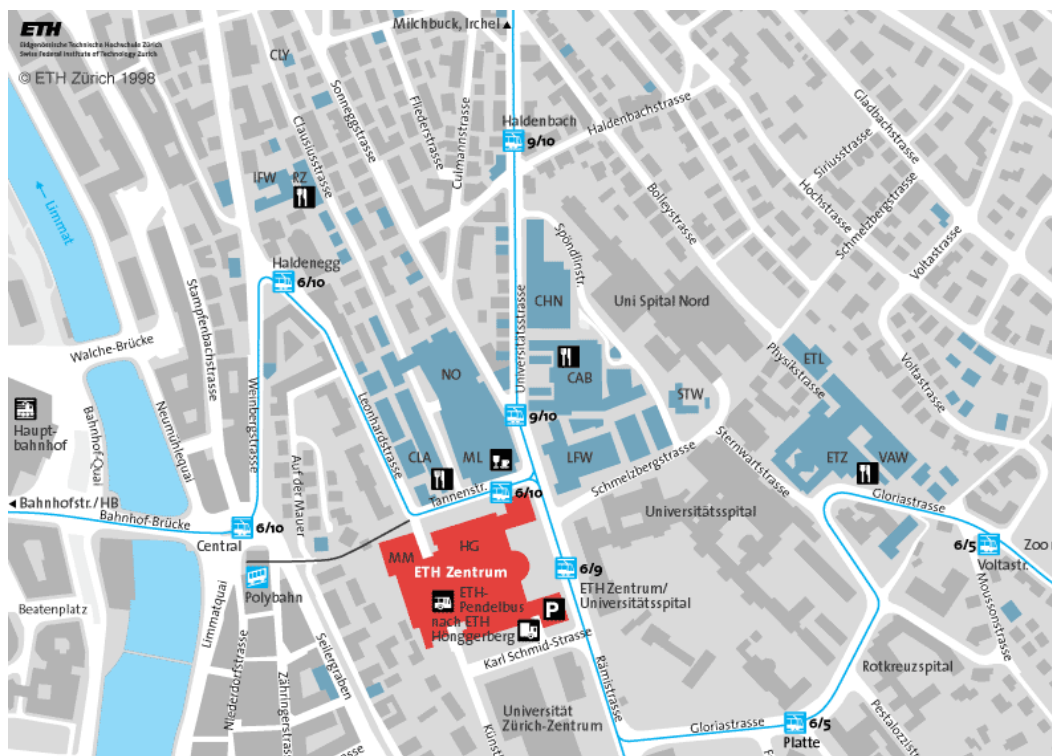 ETH
Eidgenössische Technische Hochschule Zürich
Swiss Federal Institute of Technology Zurich
© ETH Zürich 1998
Milchbuck, Irchel
CLY
Sonneggstrasse
Fliederstrasse
Culmannstrasse
Clausiusstrasse
Haldenbach
9/10
Haldenbachstrasse
Gladbachstrasse
Siriusstrasse
Hochstrasse
Schmelzbergstrasse
Bolleystrasse
Voltastrasse
IFW
RZ
Limmat
Haldenegg
6/10
Spöndlinstr.
CHN
Uni Spital Nord
Stampfenbachstrasse
Walche-Brücke
Universitätsstrasse
NO
CAB
ETL
Physikstrasse
Voltastrasse
STW
Weinbergstrasse
Leonhardstrasse
Haupt-
bahnhof
Bahnhof-Quai
Neumühlequai
9/10
Auf der Mauer
CLA
ML
LFW
Sternwartstrasse
ETZ
VAW
Schmelzbergstrasse
Tannenstr.
6/10
Gloriastrasse
Bahnhofstr./HB
Bahnhof-Brücke
6/10
Central
Universitätsspital
6/5
Voltastr.
Zoo
MM
HG
ETH Zentrum
6/9
ETH Zentrum/
Universitätsspital
Polybahn
Beatenplatz
Limmatquai
ETH-
Pendelbus
nach ETH
Hönggerberg
P
Moussonstrasse
Karl Schmid-Strasse
Seilergraben
Niederdorfstrasse
Zähringerstrasse
Rämistrasse
Rotkreuzspital
Universität
Zürich-Zentrum
Gloriastrasse
6/5
Platte